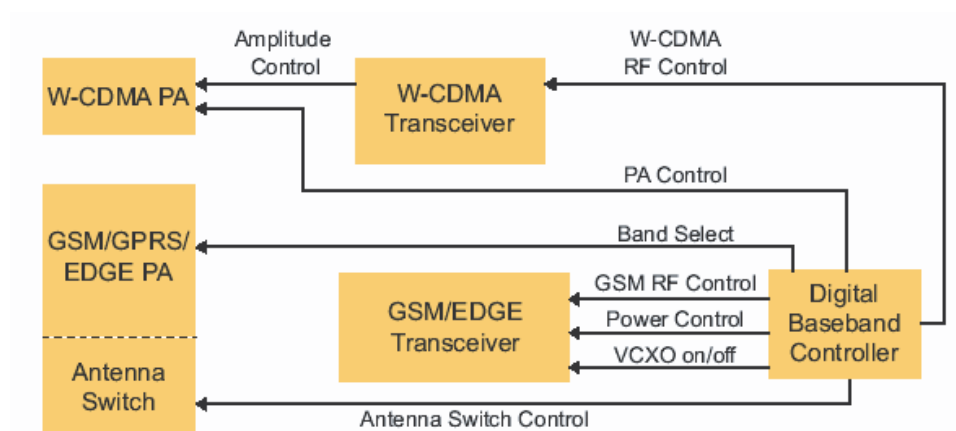 Amplitude
Control
W-CDMA
RF Control
W-CDMA PA
W-CDMA
Transceiver
PA Control
Band Select
GSM/GPRS/
EDGE PA
GSM/EDGE
Transceiver
GSM RF Control
Power Control
VCXO on/off
Digital
Baseband
Controller
Antenna
Switch
Antenna Switch Control